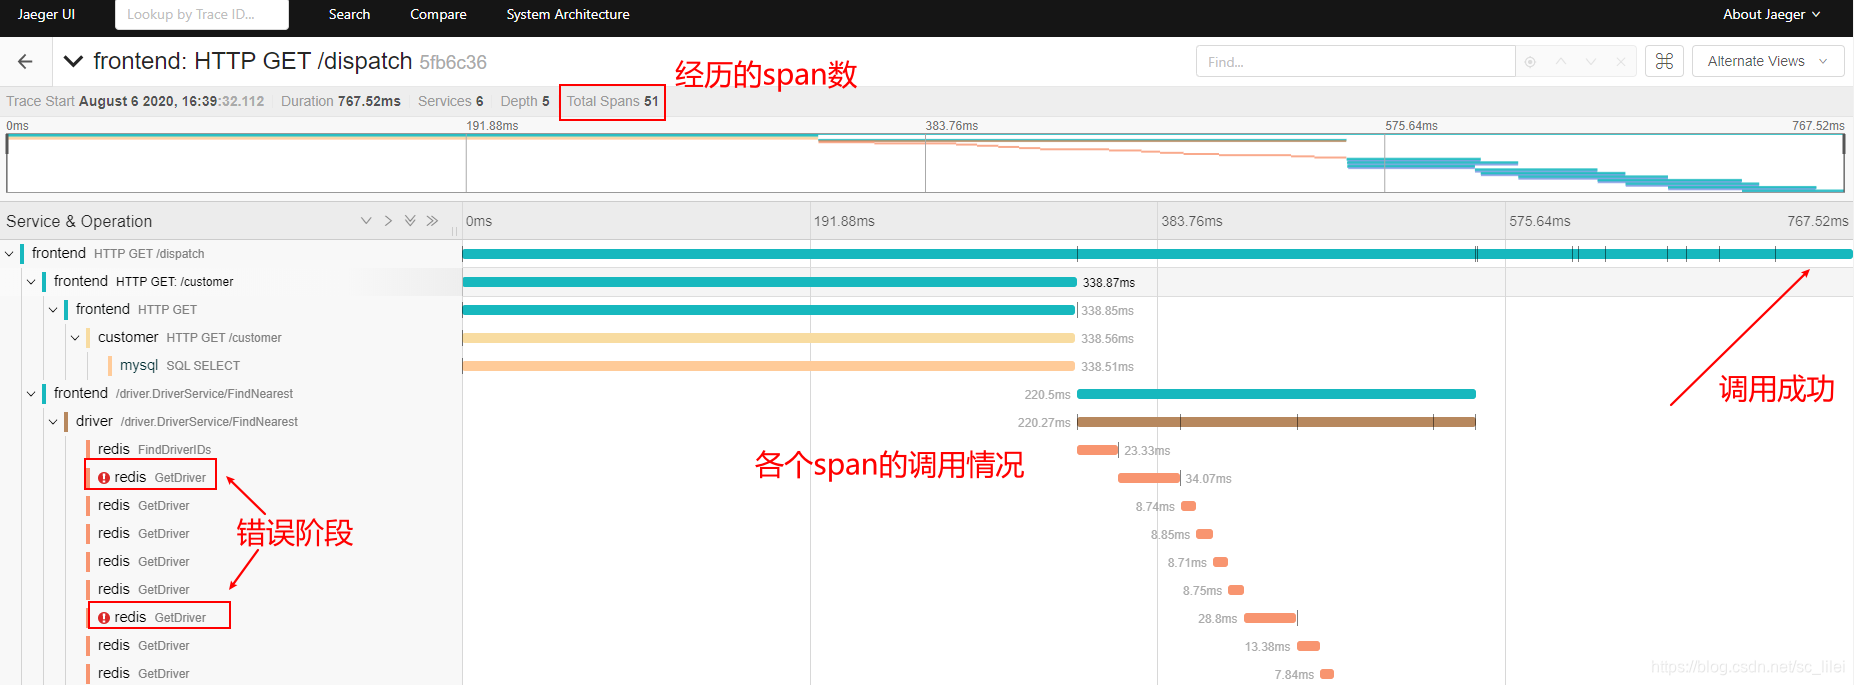 Jaeger UI Lookup by Trace ID... Search Compare System Architecture About Jaeger
frontend: HTTP GET /dispatch 5fb6c36 Find... Alternate Views
经历的span数
Trace Start August 6 2020, 16:39:32.112 Duration 767.52ms Services 6 Depth 5 Total Spans 51
0ms 191.88ms 383.76ms 575.64ms 767.52ms
Service & Operation 0ms 191.88ms 383.76ms 575.64ms 767.52ms
frontend HTTP GET /dispatch
frontend HTTP GET: /customer 338.87ms
frontend HTTP GET 338.85ms
customer HTTP GET /customer 338.56ms
mysql SQL SELECT 338.51ms
调用成功
frontend /driver.DriverService/FindNearest 220.5ms
driver /driver.DriverService/FindNearest 220.27ms
redis FindDriverIDs 23.33ms
各个span的调用情况
redis GetDriver 34.07ms
redis GetDriver 8.74ms
错误阶段
redis GetDriver 8.85ms
redis GetDriver 8.71ms
redis GetDriver 8.75ms
redis GetDriver 28.8ms
redis GetDriver 13.38ms
redis GetDriver 7.84ms
https://blog.csdn.net/sc_lilei